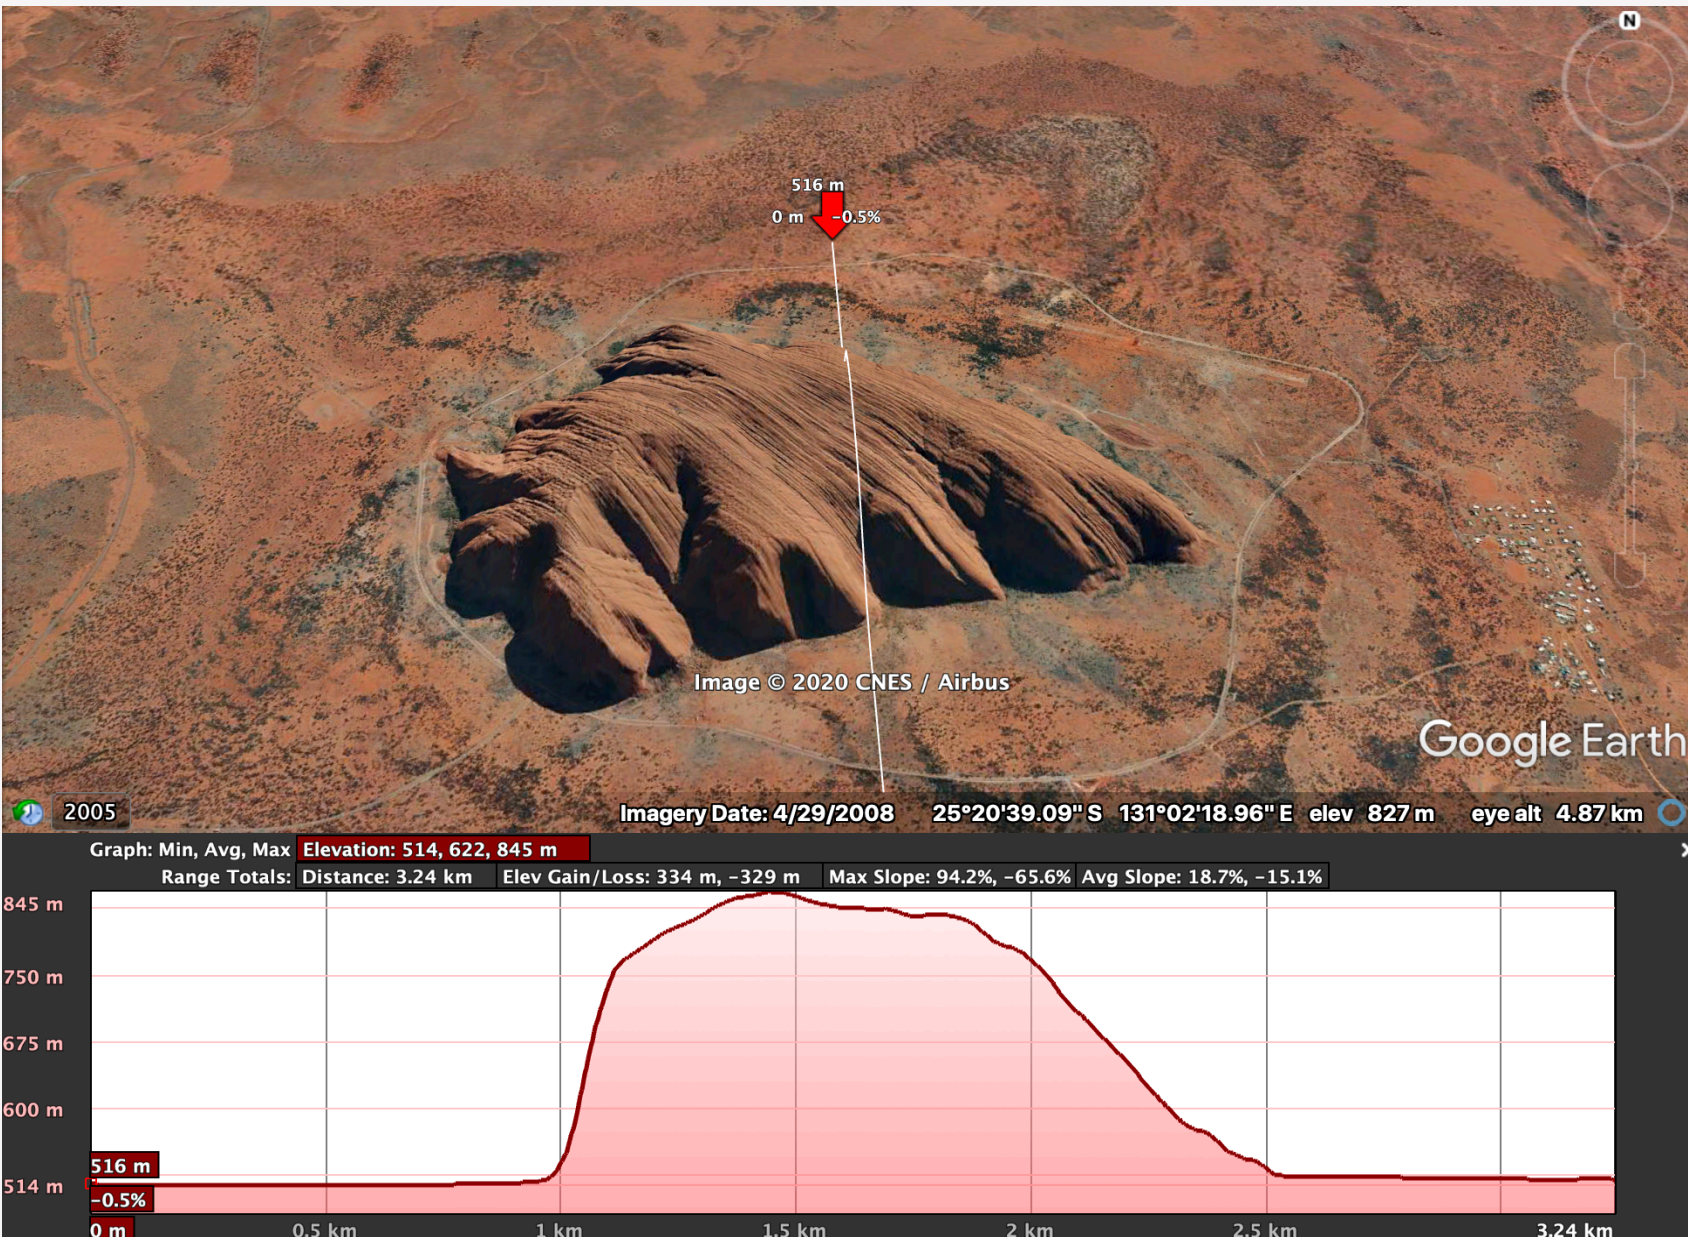 N
516 m
0 m -0.5%
Image © 2020 CNES / Airbus
Google Earth
2005
Imagery Date: 4/29/2008 25°20'39.09" S 131°02'18.96" E elev 827 m eye alt 4.87 km
Graph: Min, Avg, Max Elevation: 514, 622, 845 m
Range Totals: Distance: 3.24 km Elev Gain/Loss: 334 m, -329 m Max Slope: 94.2%, -65.6% Avg Slope: 18.7%, -15.1%
845 m
750 m
675 m
600 m
516 m
514 m
-0.5%
0 m 0.5 km 1 km 1.5 km 2 km 2.5 km 3.24 km